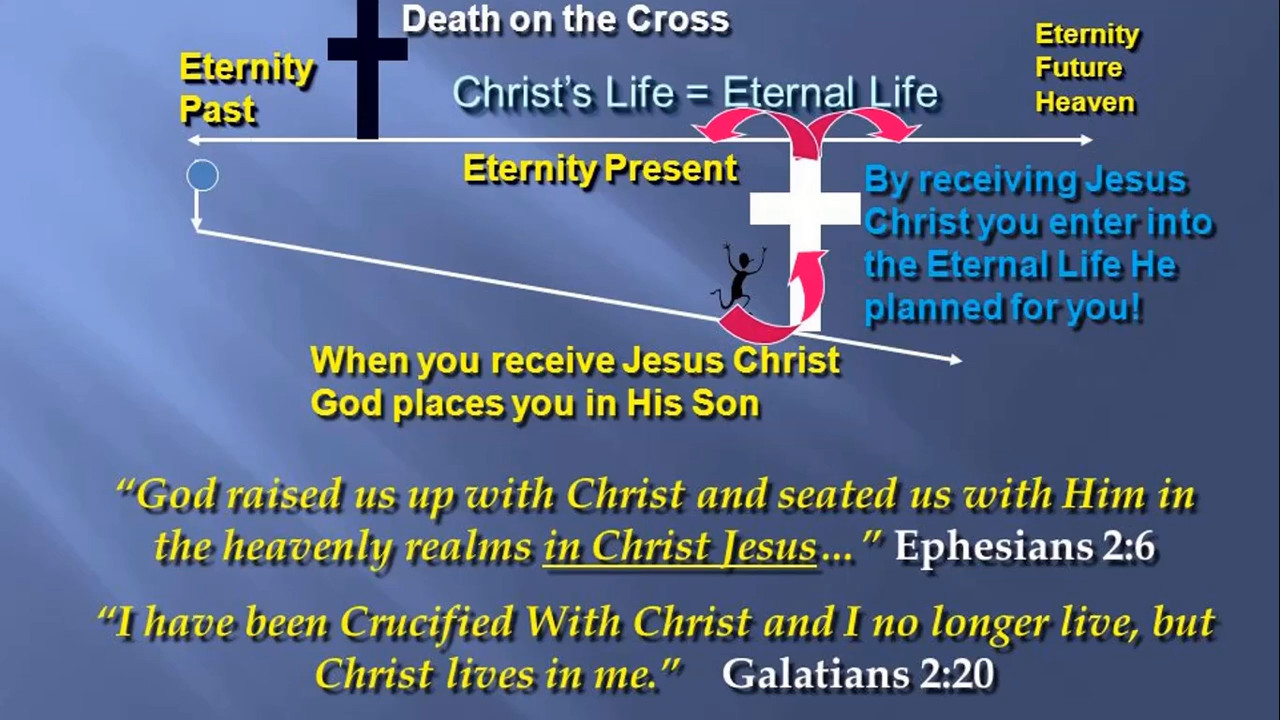 Death on the Cross
Eternity
Past
Eternity
Future
Heaven
Christ's Life = Eternal Life
Eternity Present
By receiving Jesus
Christ you enter into
the Eternal Life He
planned for you!
When you receive Jesus Christ
God places you in His Son
“God raised us up with Christ and seated us with Him in
the heavenly realms in Christ Jesus… ” Ephesians 2:6
“I have been Crucified With Christ and I no longer live, but
Christ lives in me.” Galatians 2:20